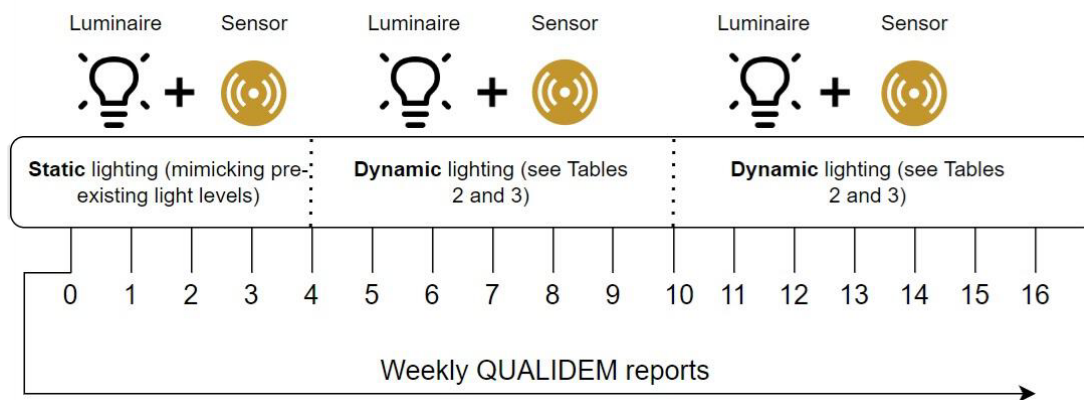 Luminaire Sensor Luminaire Sensor Luminaire Sensor
Static lighting (mimicking pre-
existing light levels)
Dynamic lighting (see Tables
2 and 3)
Dynamic lighting (see Tables
2 and 3)
0 1 2 3 4 5 6 7 8 9 10 11 12 13 14 15 16
Weekly QUALIDEM reports